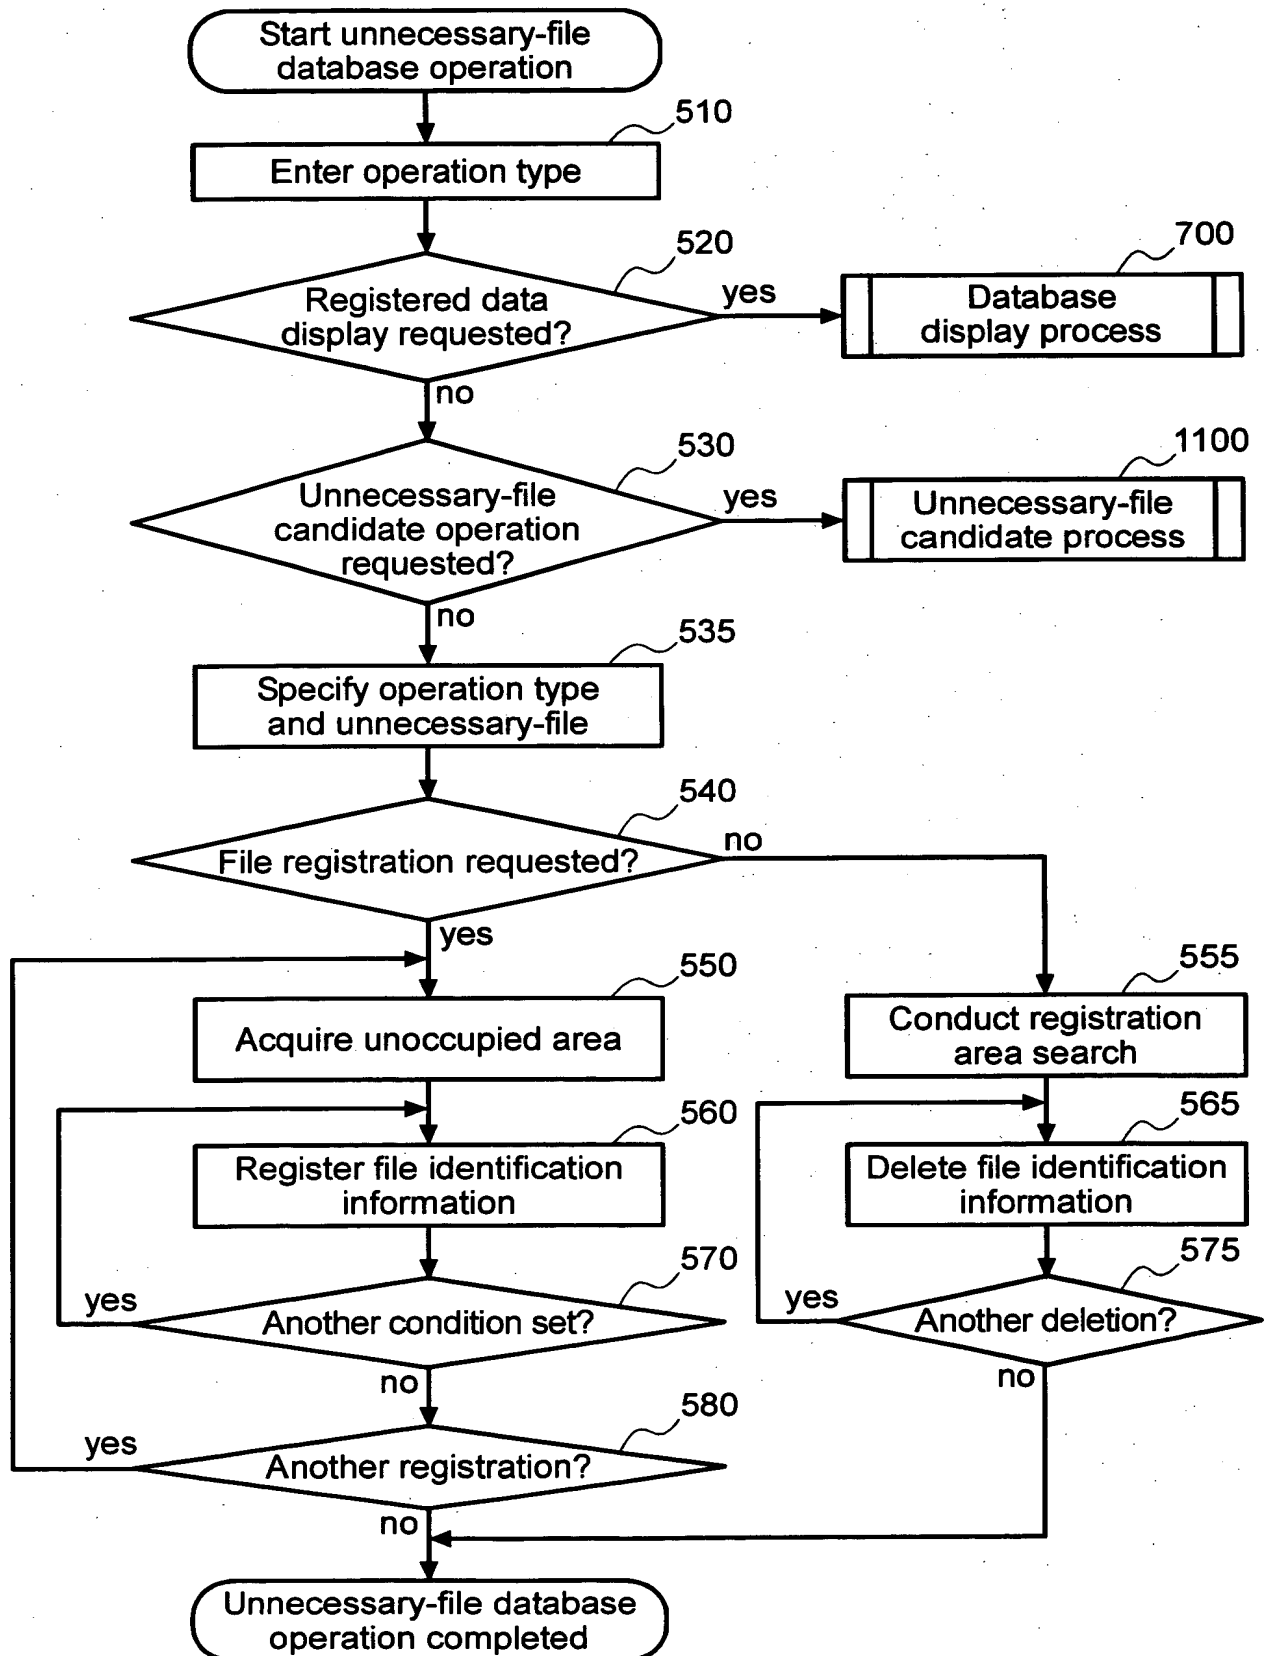 Start unnecessary-file
database operation
510
Enter operation type
520
Registered data
display requested?
yes
700
Database
display process
no
530
Unnecessary-file
candidate operation
requested?
yes
1100
Unnecessary-file
candidate process
no
535
Specify operation type
and unnecessary-file
540
File registration requested?
no
yes
550
Acquire unoccupied area
555
Conduct registration
area search
560
Register file identification
information
565
Delete file identification
information
570
Another condition set?
yes
no
575
Another deletion?
yes
no
580
Another registration?
yes
no
Unnecessary-file database
operation completed